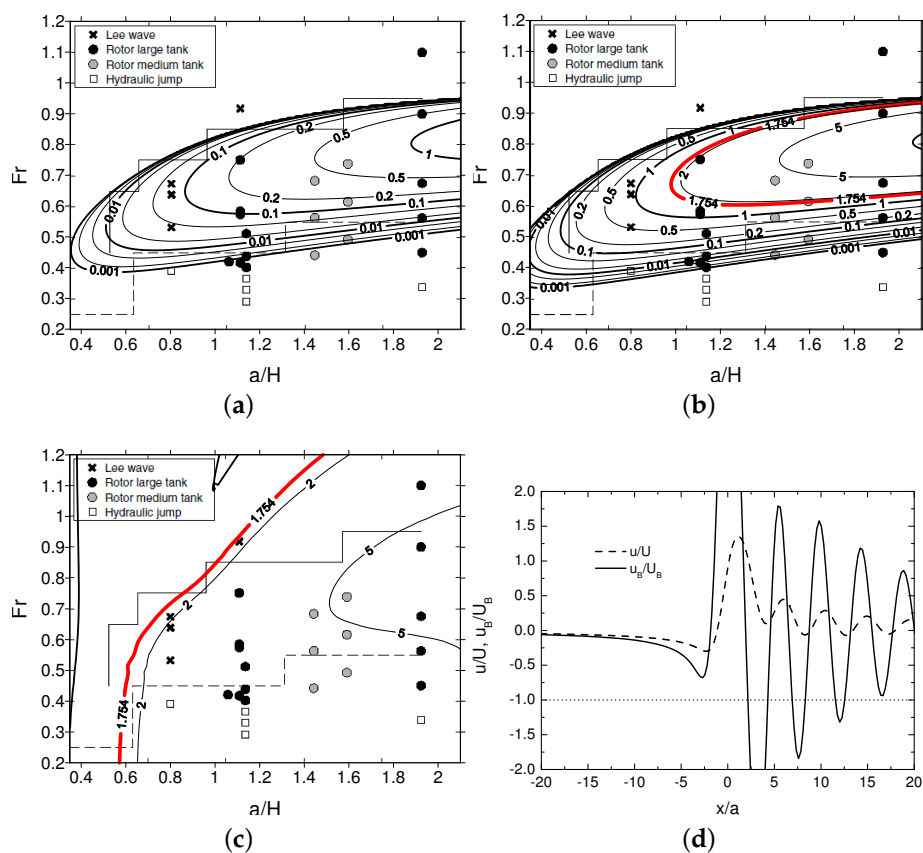 Lee wave
Rotor large tank
Rotor medium tank
Hydraulic jump
1.2
1.1
1.0
0.9
0.8
0.7
0.6
0.5
0.4
0.3
0.2
Fr
0.01
0.1
0.2
0.5
1
0.2
0.1
0.01
0.001
0.4 0.6 0.8 1 1.2 1.4 1.6 1.8 2
a/H
(a)
Lee wave
Rotor large tank
Rotor medium tank
Hydraulic jump
1.2
1.1
1.0
0.9
0.8
0.7
0.6
0.5
0.4
0.3
0.2
Fr
0.01
0.2
0.5
1
0.5
1
1.754
2
5
5
1.754
1.754
1
0.5
0.5
0.2
0.1
0.1
0.2
0.01
0.01
0.001
0.001
0.4 0.6 0.8 1 1.2 1.4 1.6 1.8 2
a/H
(b)
Lee wave
Rotor large tank
Rotor medium tank
Hydraulic jump
1.2
1.1
1.0
0.9
0.8
0.7
0.6
0.5
0.4
0.3
0.2
Fr
1.754
2
5
2
5
1.754
2
0.4 0.6 0.8 1 1.2 1.4 1.6 1.8 2
a/H
(c)
2.0
1.5
1.0
0.5
0.0
-0.5
-1.0
-1.5
-2.0
u/U, u_B/U_B
u/U
u_B/U_B
-20 -15 -10 -5 0 5 10 15 20
x/a
(d)